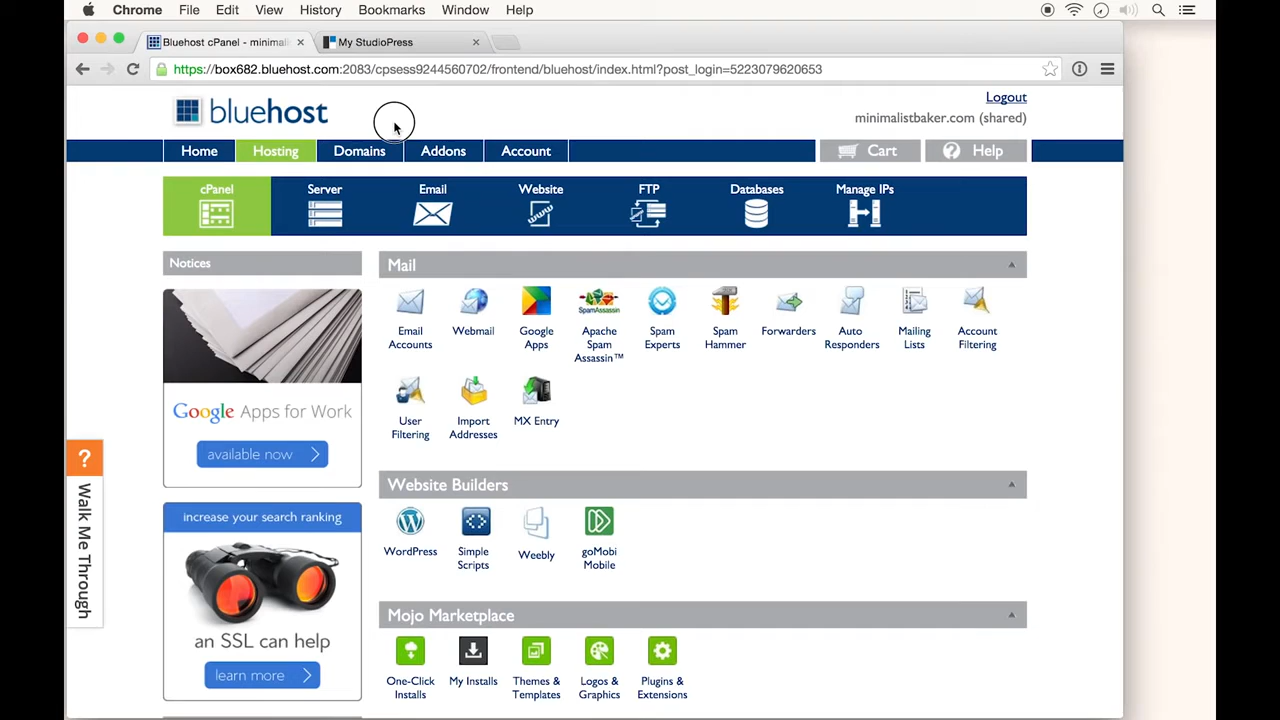 Chrome File Edit View History Bookmarks Window Help
Bluehost cPanel - minimali
My StudioPress
https://box682.bluehost.com:2083/cpsess9244560702/frontend/bluehost/index.html?post_login=5223079620653
bluehost
Logout
minimalistbaker.com (shared)
Home Hosting Domains Addons Account Cart Help
cPanel Server Email Website FTP Databases Manage IPs
Notices
Google Apps for Work
available now
increase your search ranking
an SSL can help
learn more
? Walk Me Through
Mail
Email
Accounts
Webmail
Google
Apps
SpamAssassin
Apache
Spam
Assassin™
Spam
Experts
Spam
Hammer
Forwarders
Auto
Responders
Mailing
Lists
Account
Filtering
User
Filtering
Import
Addresses
MX Entry
Website Builders
WordPress
Simple
Scripts
Weebly
goMobi
Mobile
Mojo Marketplace
One-Click
Installs
My Installs
Themes &
Templates
Logos &
Graphics
Plugins &
Extensions